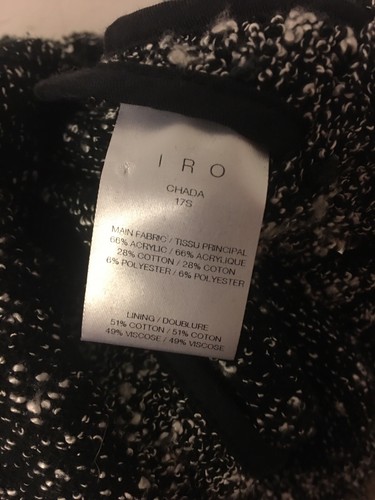 IRO
CHADA
17S
MAIN FABRIC / TISSU PRINCIPAL
66% ACRYLIC / 66% ACRYLIQUE
28% COTTON / 28% COTON
6% POLYESTER / 6% POLYESTER
LINING / DOUBLURE
51% COTTON / 51% COTON
49% VISCOSE / 49% VISCOSE